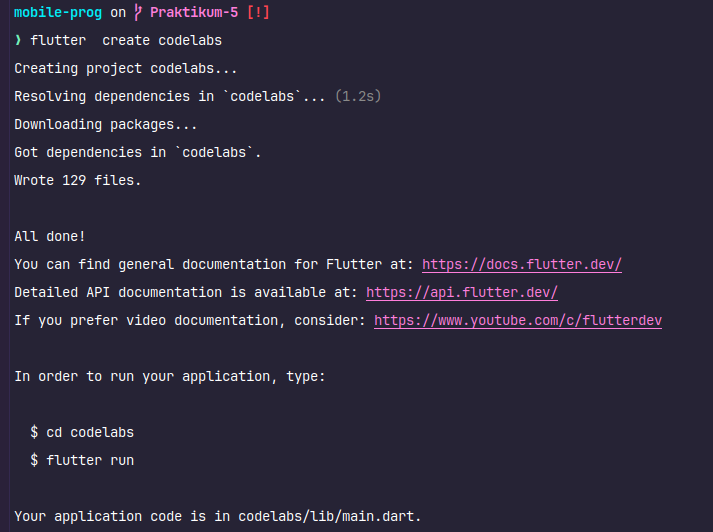 mobile-prog on Praktikum-5 [!]
❯ flutter  create codelabs
Creating project codelabs...
Resolving dependencies in `codelabs`... (1.2s)
Downloading packages...
Got dependencies in `codelabs`.
Wrote 129 files.
All done!
You can find general documentation for Flutter at: https://docs.flutter.dev/
Detailed API documentation is available at: https://api.flutter.dev/
If you prefer video documentation, consider: https://www.youtube.com/c/flutterdev
In order to run your application, type:
$ cd codelabs
$ flutter run
Your application code is in codelabs/lib/main.dart.